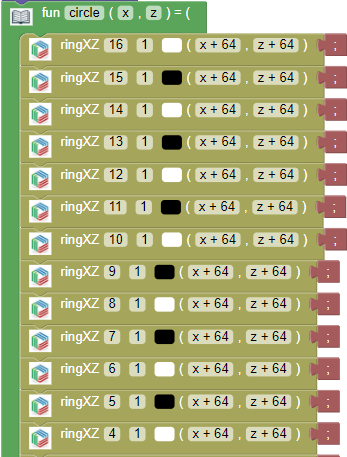 fun circle ( x , z ) = (
ringXZ 16 1 ( x + 64 , z + 64 ) ;
ringXZ 15 1 ( x + 64 , z + 64 ) ;
ringXZ 14 1 ( x + 64 , z + 64 ) ;
ringXZ 13 1 ( x + 64 , z + 64 ) ;
ringXZ 12 1 ( x + 64 , z + 64 ) ;
ringXZ 11 1 ( x + 64 , z + 64 ) ;
ringXZ 10 1 ( x + 64 , z + 64 ) ;
ringXZ 9 1 ( x + 64 , z + 64 ) ;
ringXZ 8 1 ( x + 64 , z + 64 ) ;
ringXZ 7 1 ( x + 64 , z + 64 ) ;
ringXZ 6 1 ( x + 64 , z + 64 ) ;
ringXZ 5 1 ( x + 64 , z + 64 ) ;
ringXZ 4 1 ( x + 64 , z + 64 ) ;